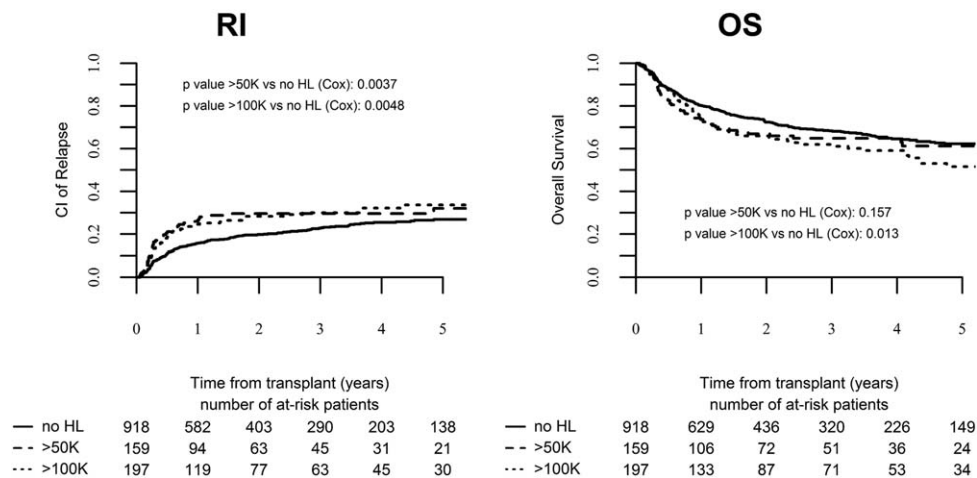 RI
p value >50K vs no HL (Cox): 0.0037
p value >100K vs no HL (Cox): 0.0048
CI of Relapse
1.0
0.8
0.6
0.4
0.2
0.0
0 1 2 3 4 5
Time from transplant (years)
number of at-risk patients
no HL 918 582 403 290 203 138
>50K 159 94 63 45 31 21
>100K 197 119 77 63 45 30
OS
Overall Survival
1.0
0.8
0.6
0.4
0.2
0.0
p value >50K vs no HL (Cox): 0.157
p value >100K vs no HL (Cox): 0.013
0 1 2 3 4 5
Time from transplant (years)
number of at-risk patients
no HL 918 629 436 320 226 149
>50K 159 106 72 51 36 24
>100K 197 133 87 71 53 34